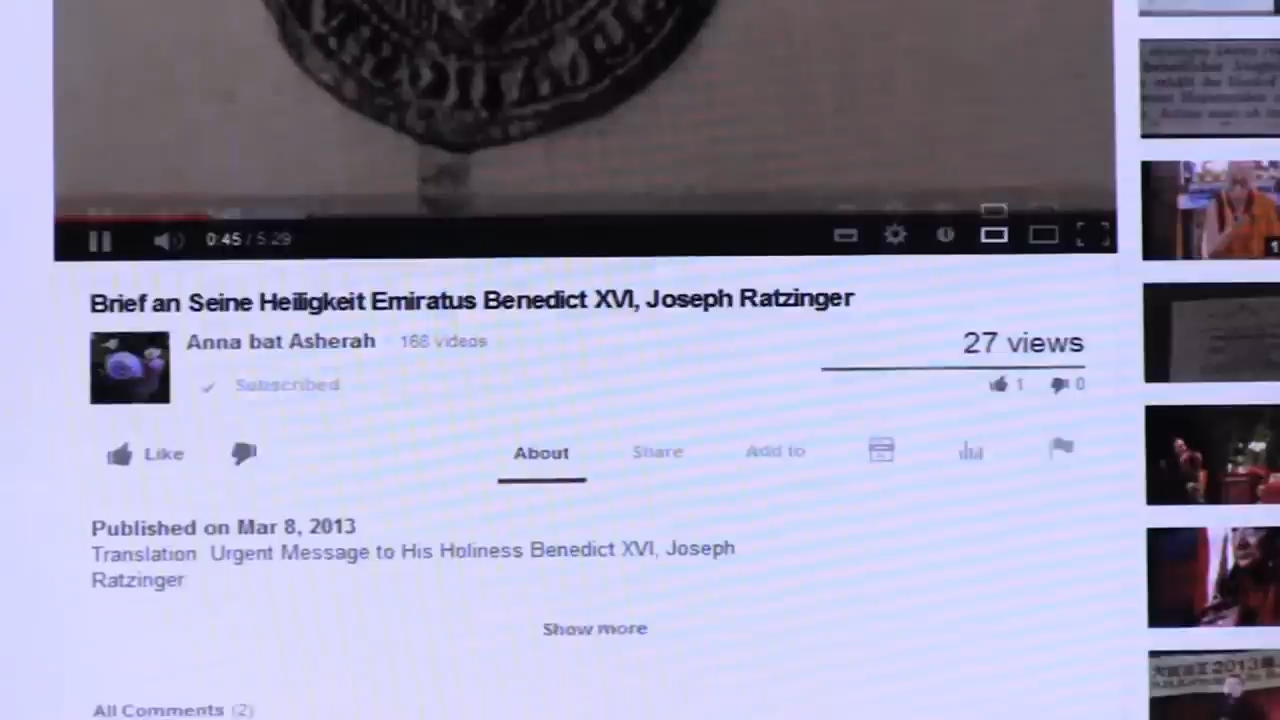 0:45 / 5:29
Brief an Seine Heiligkeit Emiratus Benedict XVI, Joseph Ratzinger
Anna bat Asherah 168 videos
27 views
Subscribed
1 0
Like
About Share Add to
Published on Mar 8, 2013
Translation Urgent Message to His Holiness Benedict XVI, Joseph
Ratzinger
Show more
All Comments (2)